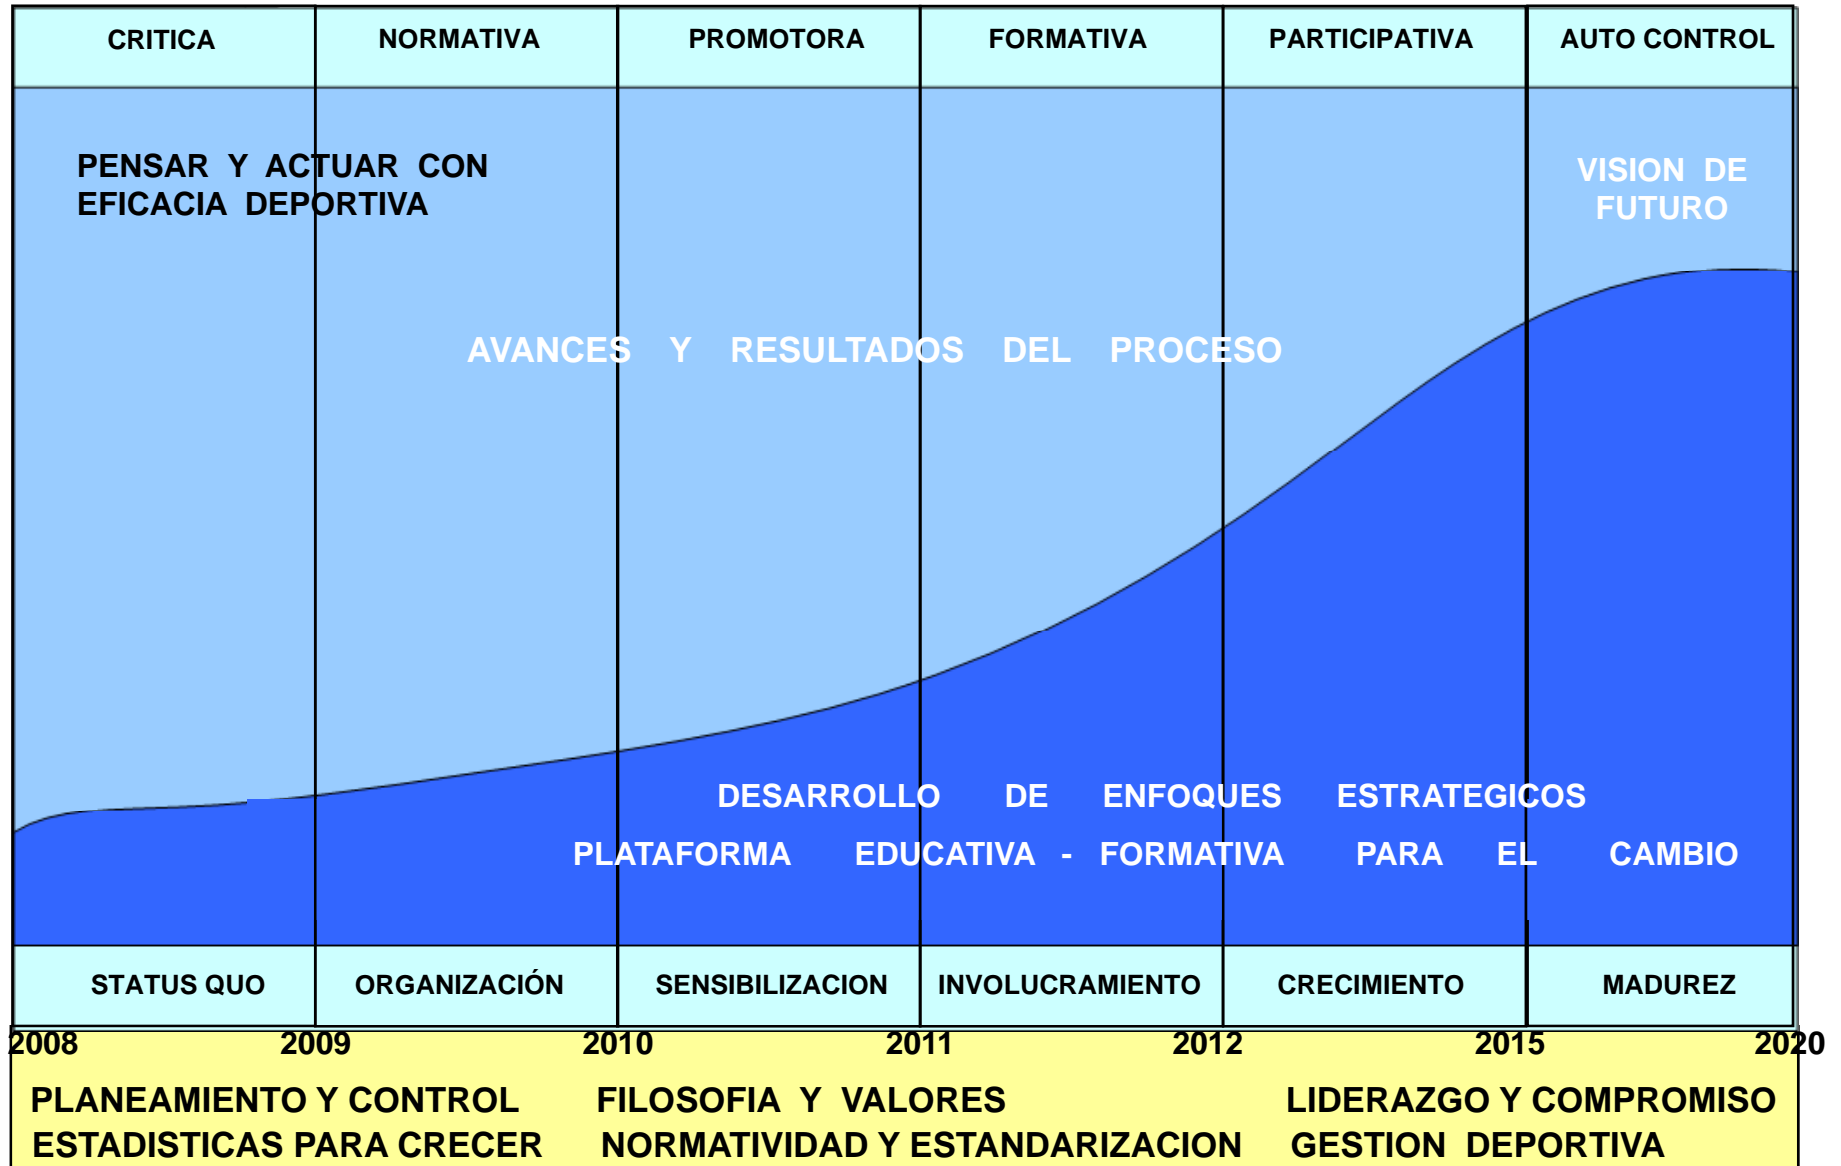 CRITICA NORMATIVA PROMOTORA FORMATIVA PARTICIPATIVA AUTO CONTROL
PENSAR Y ACTUAR CON
EFICACIA DEPORTIVA
VISION DE
FUTURO
AVANCES Y RESULTADOS DEL PROCESO
DESARROLLO DE ENFOQUES ESTRATEGICOS
PLATAFORMA EDUCATIVA - FORMATIVA PARA EL CAMBIO
STATUS QUO ORGANIZACIÓN SENSIBILIZACION INVOLUCRAMIENTO CRECIMIENTO MADUREZ
2008 2009 2010 2011 2012 2015 2020
PLANEAMIENTO Y CONTROL FILOSOFIA Y VALORES LIDERAZGO Y COMPROMISO
ESTADISTICAS PARA CRECER NORMATIVIDAD Y ESTANDARIZACION GESTION DEPORTIVA